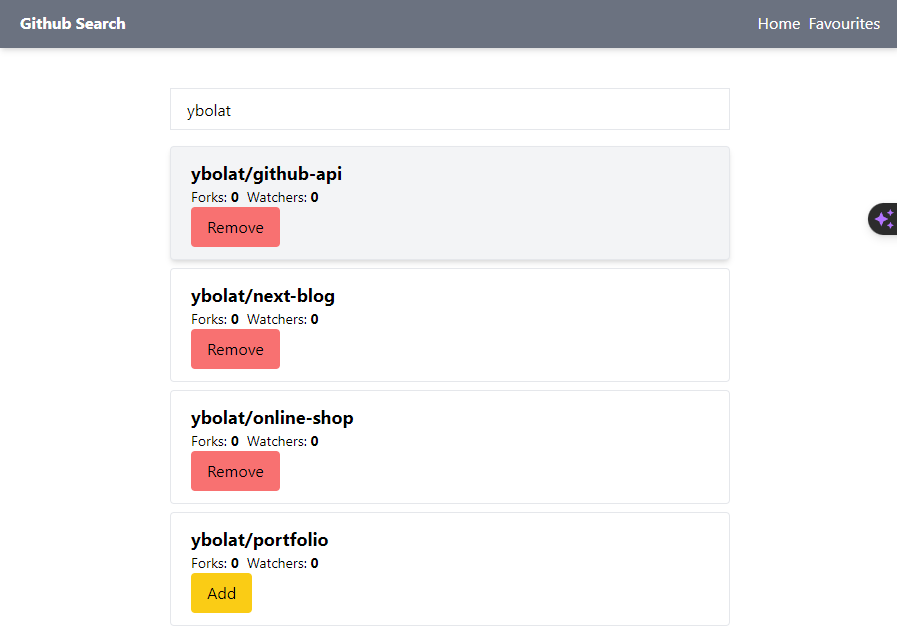 Github Search Home Favourites
ybolat
ybolat/github-api
Forks: 0 Watchers: 0
Remove
ybolat/next-blog
Forks: 0 Watchers: 0
Remove
ybolat/online-shop
Forks: 0 Watchers: 0
Remove
ybolat/portfolio
Forks: 0 Watchers: 0
Add